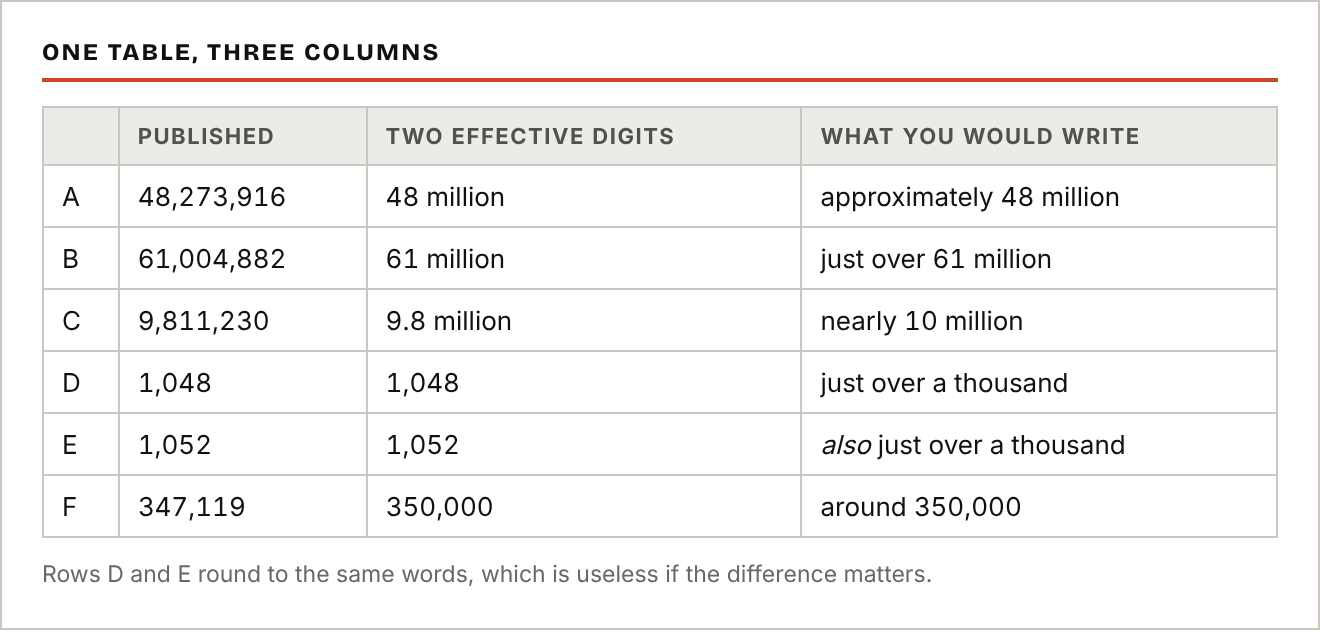 ONE TABLE, THREE COLUMNS
PUBLISHED TWO EFFECTIVE DIGITS WHAT YOU WOULD WRITE
A 48,273,916 48 million approximately 48 million
B 61,004,882 61 million just over 61 million
C 9,811,230 9.8 million nearly 10 million
D 1,048 1,048 just over a thousand
E 1,052 1,052 also just over a thousand
F 347,119 350,000 around 350,000
Rows D and E round to the same words, which is useless if the difference matters.